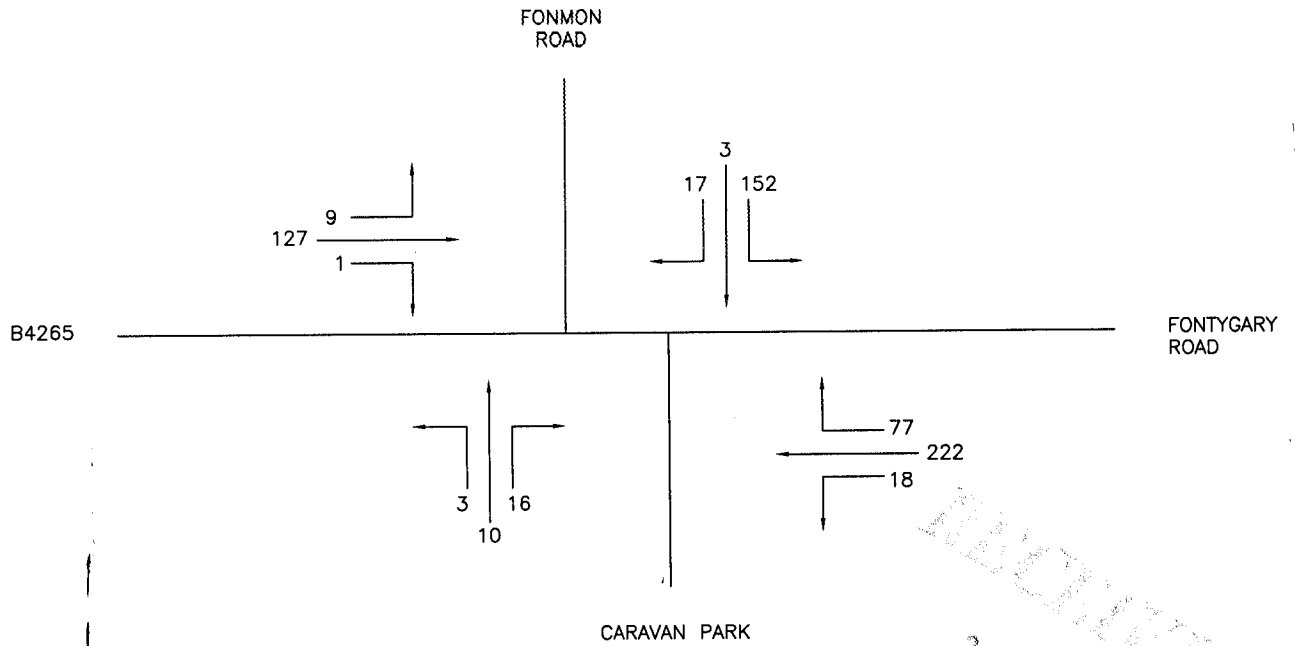 FONMON
ROAD
3
17 152
9
127
1
B4265
FONTYGARY
ROAD
77
222
18
3 16
10
CARAVAN PARK